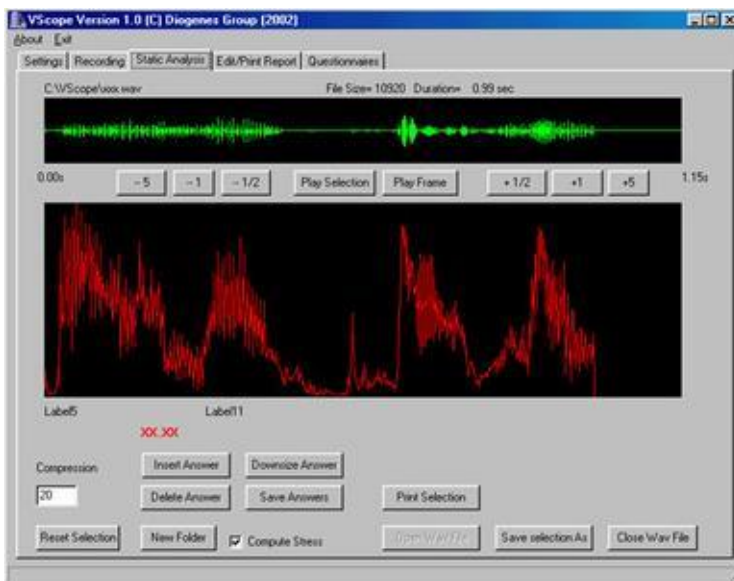 VScope Version 1.0 (C) Diogenes Group (2002)
About Exit
Settings Recording Static Analysis Edit/Print Report Questionnaires
C:\VScope\xxx.wav File Size= 10920 Duration= 0.99 sec
0.00s - 5 - 1 - 1/2 Play Selection Play Frame + 1/2 +1 +5 1.15s
Label5 Label11
XX.XX
Compression Insert Answer Downsize Answer
20 Delete Answer Save Answers Print Selection
Reset Selection New Folder Compute Stress Open Wav File Save selection As Close Wav File